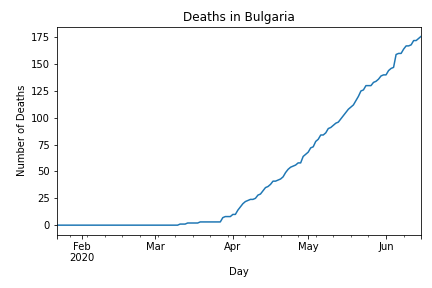 Deaths in Bulgaria
Number of Deaths
175
150
125
100
75
50
25
0
Feb
2020
Mar
Apr
May
Jun
Day